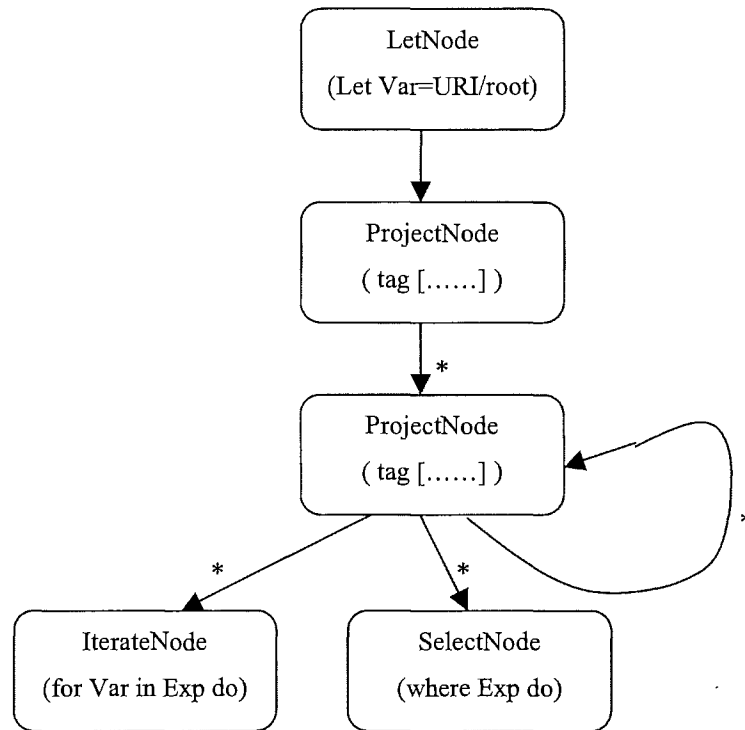 LetNode
(Let Var=URI/root)
ProjectNode
( tag [……] )
*
ProjectNode
( tag [……] )
*
*
IterateNode
(for Var in Exp do)
SelectNode
(where Exp do)